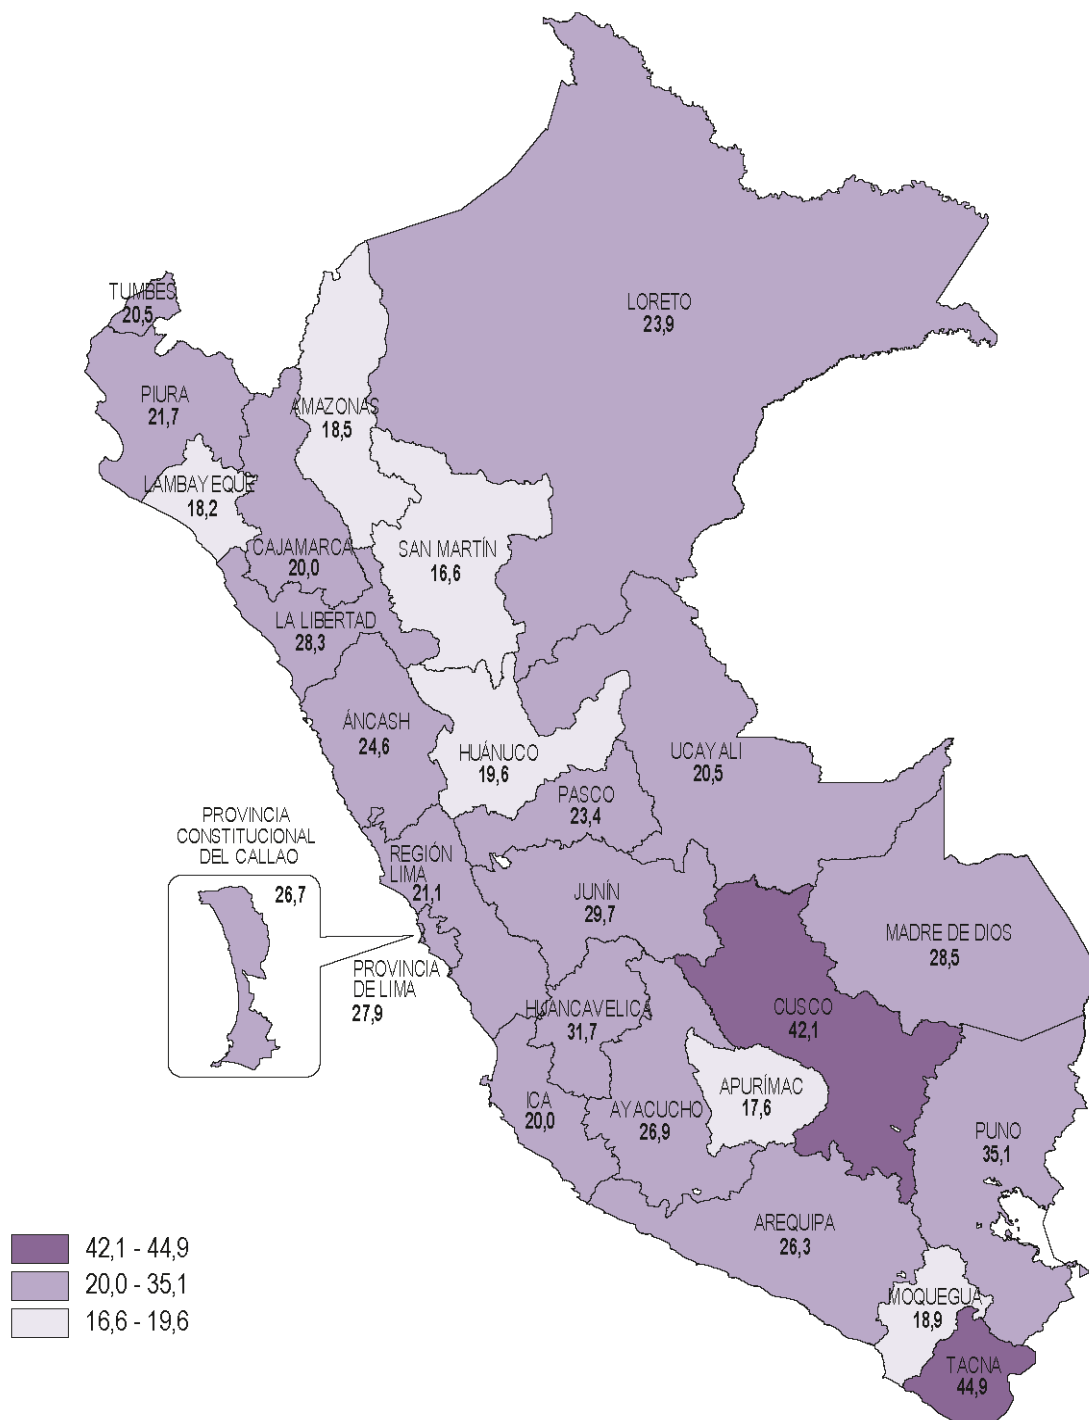 LORETO
23,9
TUMBES
20,5
PIURA
21,7
AMAZONAS
18,5
LAMBAYEQUE
18,2
CAJAMARCA
20,0
SAN MARTÍN
16,6
LA LIBERTAD
28,3
ÁNCASH
24,6
HUÁNUCO
19,6
UCAYALI
20,5
PASCO
23,4
PROVINCIA
CONSTITUCIONAL
DEL CALLAO
26,7
REGIÓN
LIMA
21,1
JUNÍN
29,7
MADRE DE DIOS
28,5
PROVINCIA
DE LIMA
27,9
HUANCAVELICA
31,7
CUSCO
42,1
APURÍMAC
17,6
ICA
20,0
AYACUCHO
26,9
PUNO
35,1
AREQUIPA
26,3
MOQUEGUA
18,9
TACNA
44,9
42,1 - 44,9
20,0 - 35,1
16,6 - 19,6